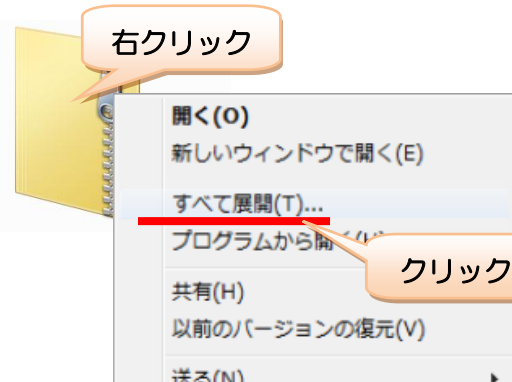 右クリック
開く(O)
新しいウィンドウで開く(E)
すべて展開(T)...
プログラムから開く(H)
クリック
共有(H)
以前のバージョンの復元(V)
送る(N)